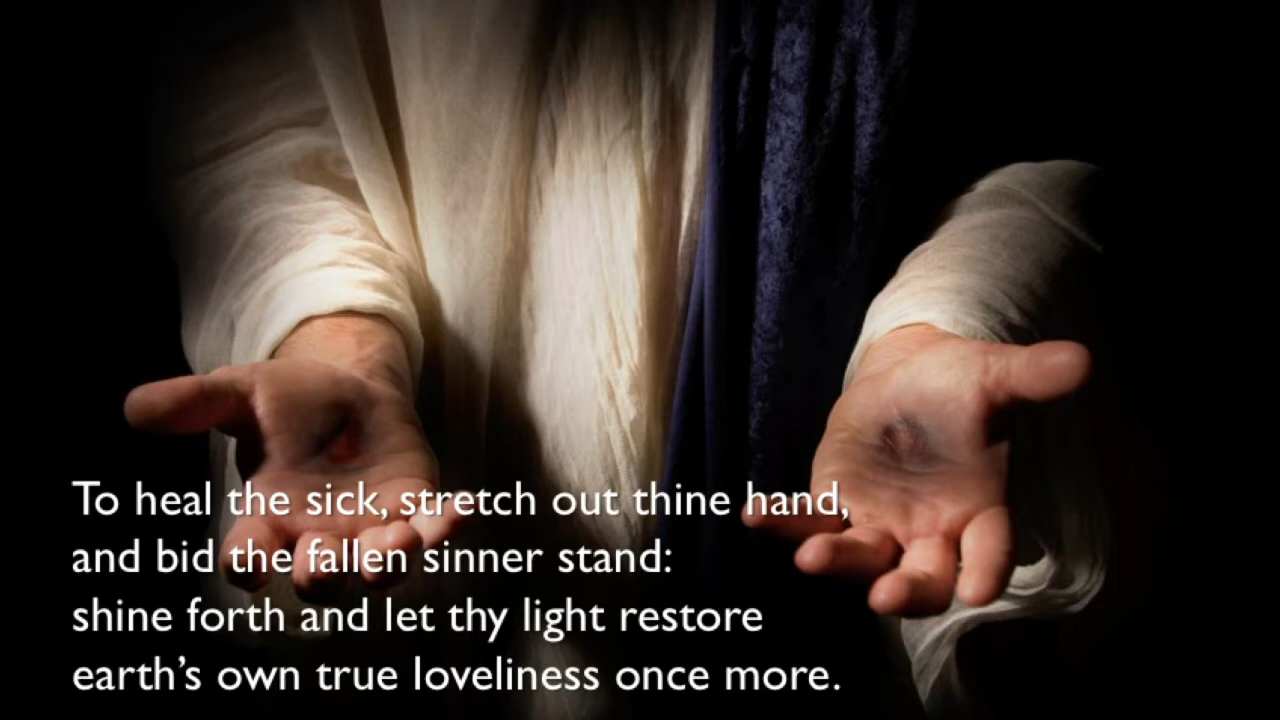 To heal the sick, stretch out thine hand,
and bid the fallen sinner stand:
shine forth and let thy light restore
earth’s own true loveliness once more.